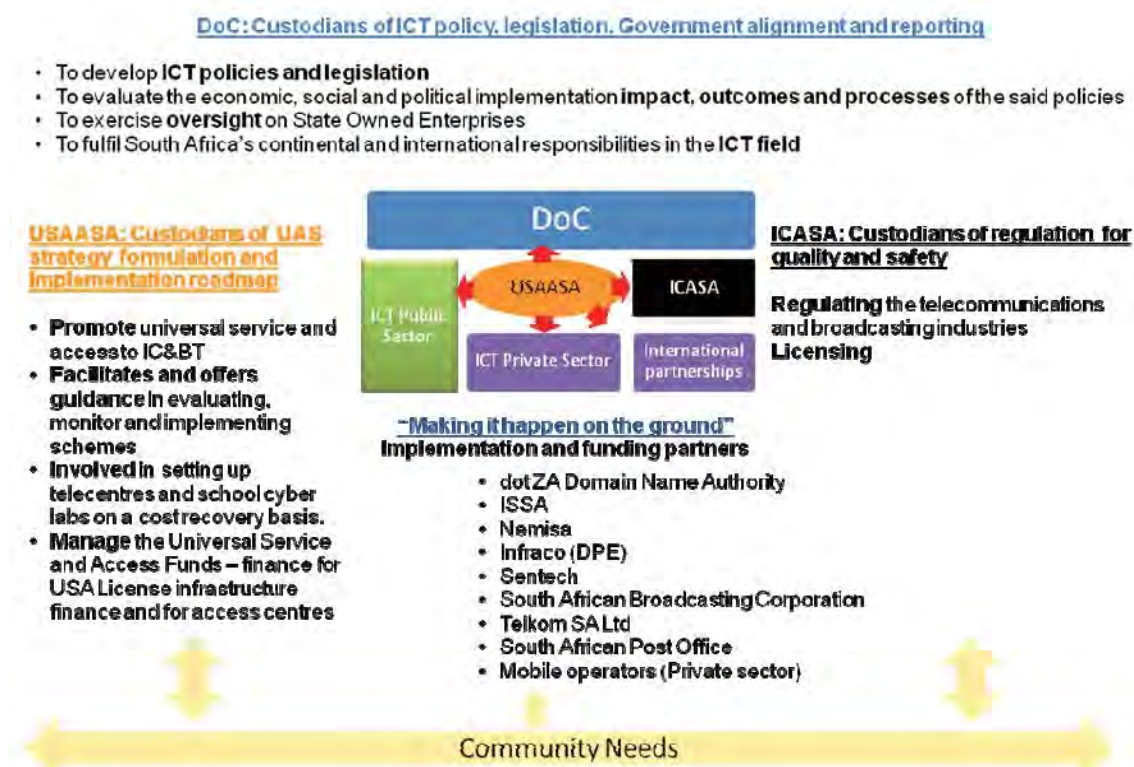 DoC: Custodians of ICT policy, legislation, Government alignment and reporting
• To develop ICT policies and legislation
• To evaluate the economic, social and political implementation impact, outcomes and processes of the said policies
• To exercise oversight on State Owned Enterprises
• To fulfil South Africa's continental and international responsibilities in the ICT field
USAASA: Custodians of UAS
strategy formulation and
Implementation roadmap
• Promote universal service and
access to IC&BT
• Facilitates and offers
guidance in evaluating,
monitor and implementing
schemes
• Involved in setting up
telecentres and school cyber
labs on a cost recovery basis.
• Manage the Universal Service
and Access Funds – finance for
USA License infrastructure
finance and for access centres
DoC
USAASA
ICASA
ICT Public
Sector
ICT Private Sector
International
partnerships
ICASA: Custodians of regulation for
quality and safety
Regulating the telecommunications
and broadcasting industries
Licensing
"Making it happen on the ground"
Implementation and funding partners
• dotZA Domain Name Authority
• ISSA
• Nemisa
• Infraco (DPE)
• Sentech
• South African Broadcasting Corporation
• Telkom SA Ltd
• South African Post Office
• Mobile operators (Private sector)
Community Needs